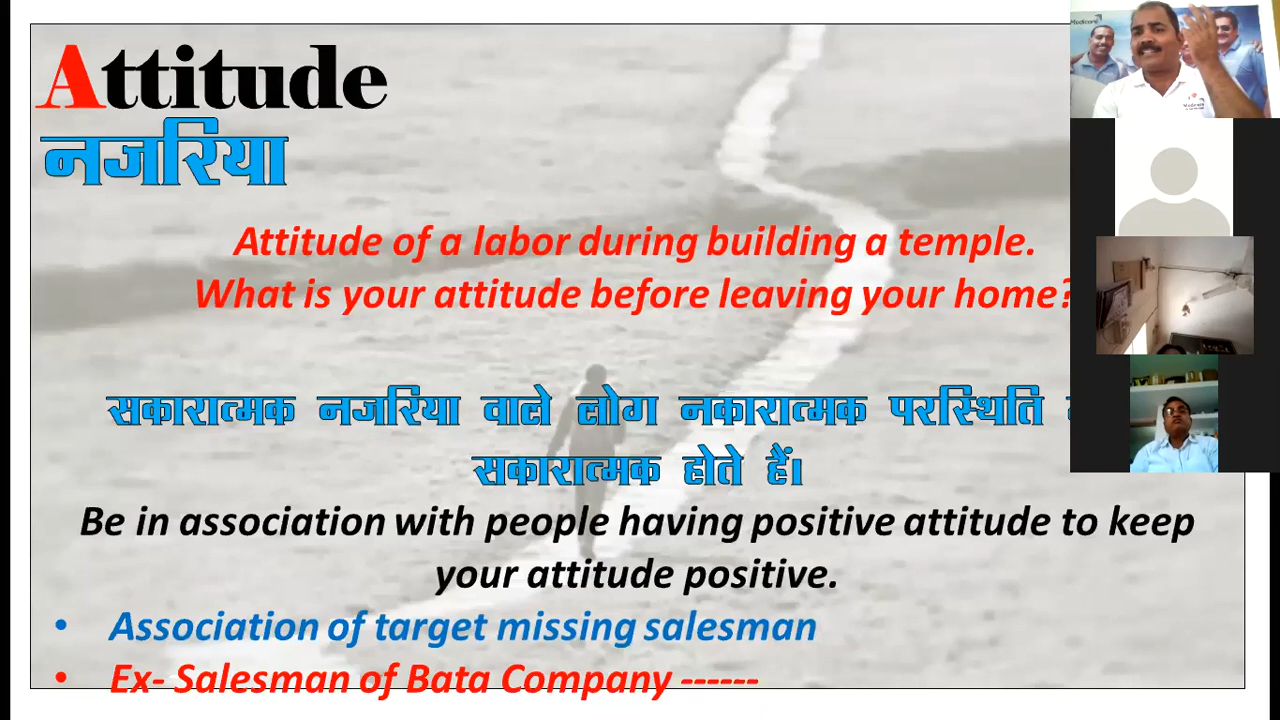 Attitude
नजरिया
Attitude of a labor during building a temple.
What is your attitude before leaving your home?
सकारात्मक नजरिया वाले लोग नकारात्मक परस्थिति
सकारात्मक होते हैं।
Be in association with people having positive attitude to keep
your attitude positive.
• Association of target missing salesman
• Ex- Salesman of Bata Company ------
Medicare